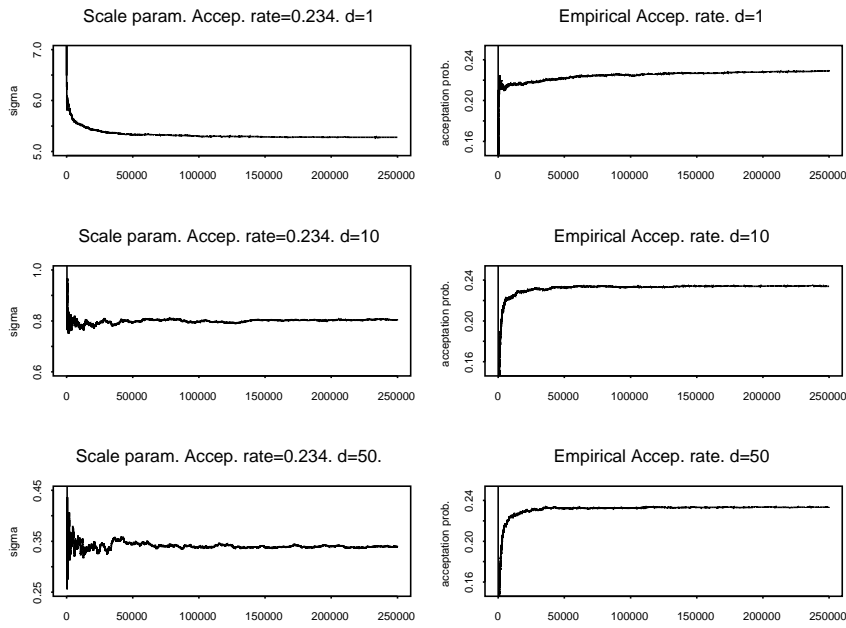 Scale param. Accep. rate=0.234. d=1
sigma
7.0
6.0
5.0
0 50000 100000 150000 200000 250000
Empirical Accep. rate. d=1
acceptation prob.
0.24
0.20
0.16
0 50000 100000 150000 200000 250000
Scale param. Accep. rate=0.234. d=10
sigma
1.0
0.8
0.6
0 50000 100000 150000 200000 250000
Empirical Accep. rate. d=10
acceptation prob.
0.24
0.20
0.16
0 50000 100000 150000 200000 250000
Scale param. Accep. rate=0.234. d=50.
sigma
0.45
0.35
0.25
0 50000 100000 150000 200000 250000
Empirical Accep. rate. d=50
acceptation prob.
0.24
0.20
0.16
0 50000 100000 150000 200000 250000